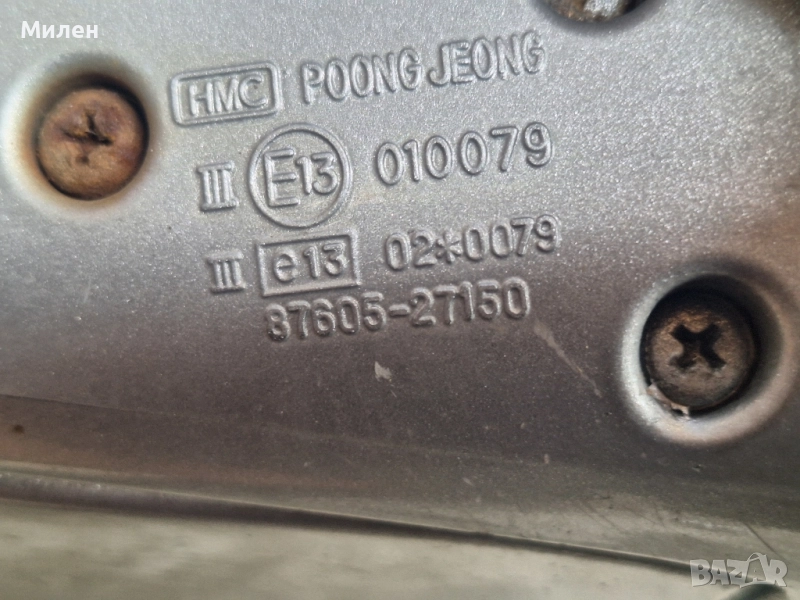 Милен
HMC POONG JEONG
III E13 010079
III e13 02*0079
87605-27150
BAZAR